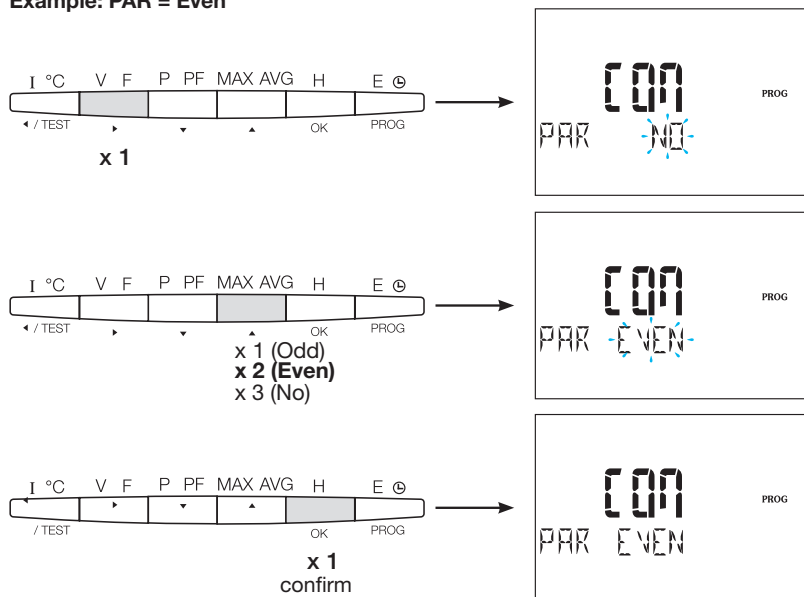 Example: PAR = Even
I °C V F P PF MAX AVG H E
/ TEST OK PROG
x 1
COM
PROG
PAR NO
I °C V F P PF MAX AVG H E
/ TEST OK PROG
x 1 (Odd)
x 2 (Even)
x 3 (No)
COM
PROG
PAR EVEN
I °C V F P PF MAX AVG H E
/ TEST OK PROG
x 1
confirm
COM
PROG
PAR EVEN